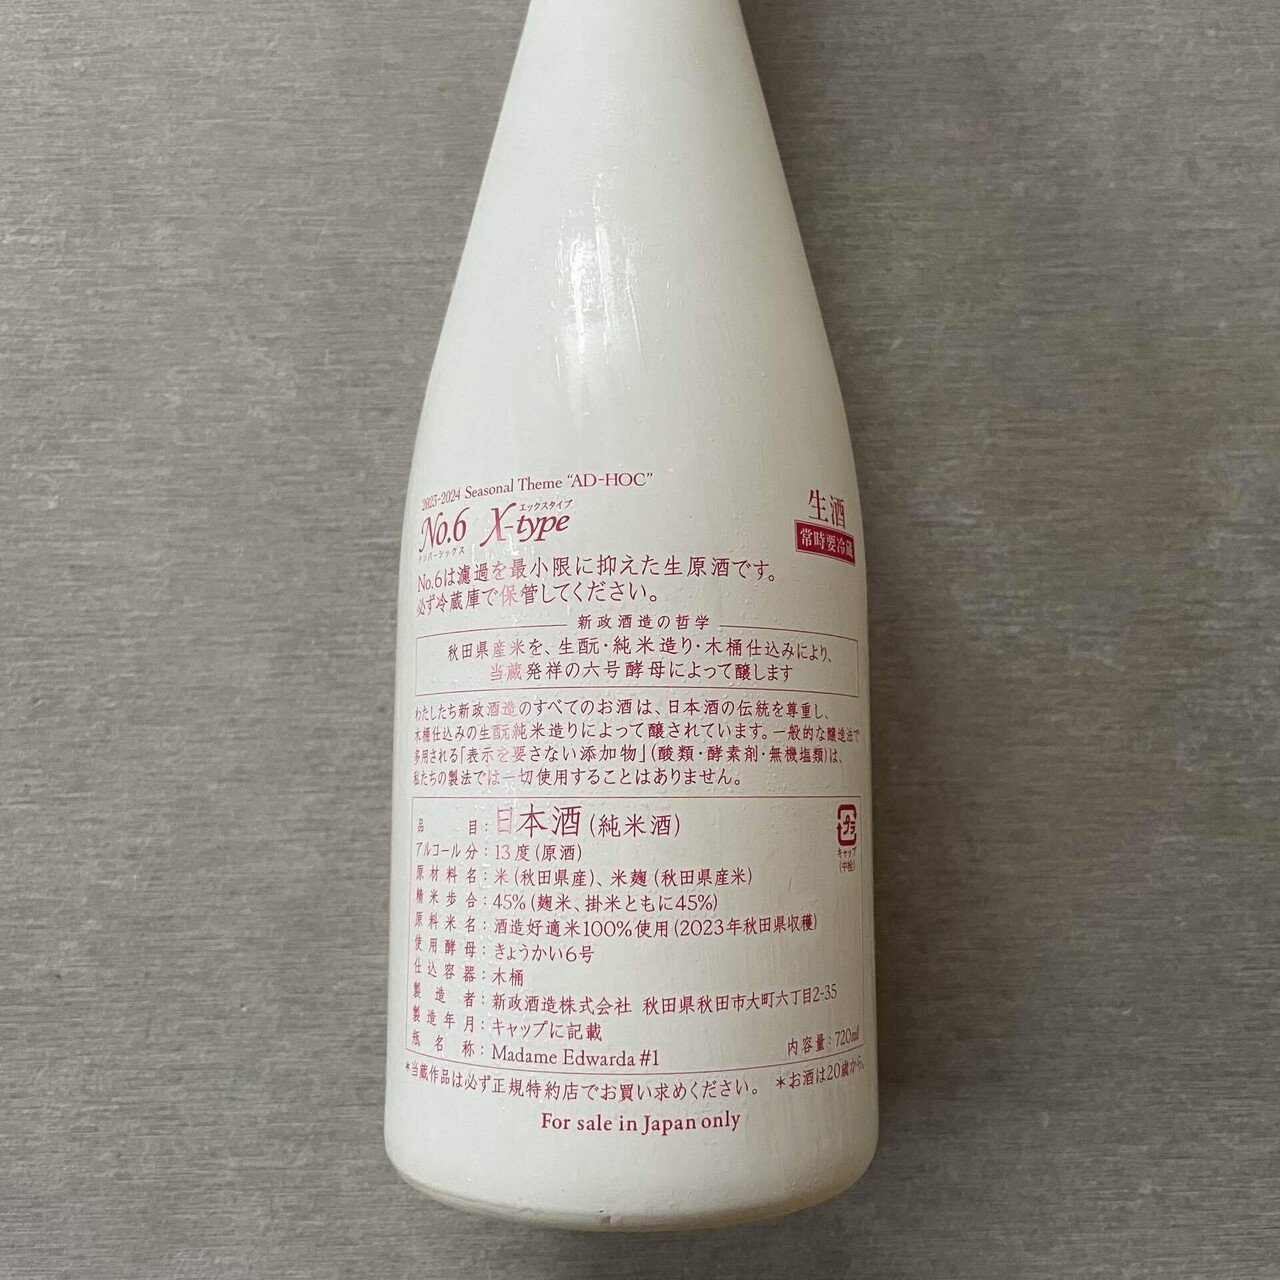 2023-2024 Seasonal Theme “AD-HOC”
エックスタイプ
No.6 X-type
ナンバーシックス
生酒
常時要冷蔵
No.6は濾過を最小限に抑えた生原酒です。
必ず冷蔵庫で保管してください。
新政酒造の哲学
秋田県産米を、生酛・純米造り・木桶仕込みにより、
当蔵発祥の六号酵母によって醸します
わたしたち新政酒造のすべてのお酒は、日本酒の伝統を尊重し、
木桶仕込みの生酛純米造りによって醸されています。一般的な醸造法で
多用される「表示を要さない添加物」(酸類・酵素剤・無機塩類)は、
私たちの製法では一切使用することはありません。
品目：日本酒(純米酒)
アルコール分：13度(原酒)
原材料名：米(秋田県産)、米麹(秋田県産米)
精米歩合：45%(麹米、掛米ともに45%)
原料米名：酒造好適米100%使用(2023年秋田県収穫)
使用酵母：きょうかい6号
仕込容器：木桶
製造者：新政酒造株式会社 秋田県秋田市大町六丁目2-35
製造年月：キャップに記載
瓶名称：Madame Edwarda #1
内容量：720ml
プラ
キャップ
(中栓)
*当蔵作品は必ず正規特約店でお買い求めください。 *お酒は20歳から。
For sale in Japan only